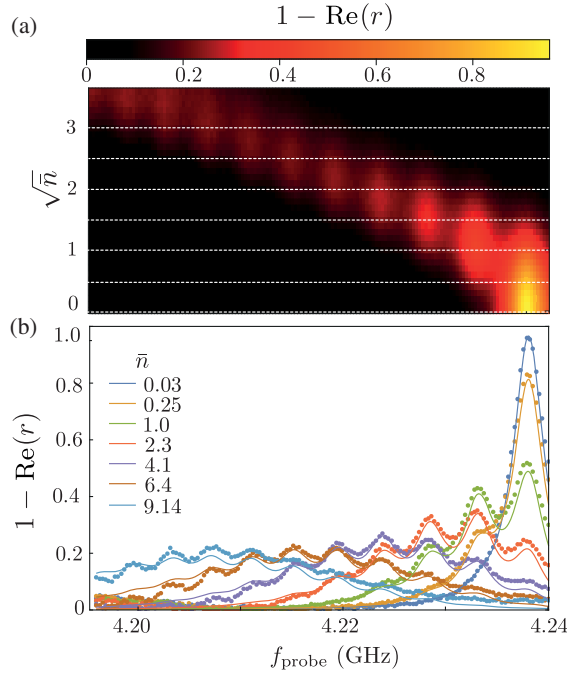 (a)
1 − Re(r)
0 0.2 0.4 0.6 0.8
√n̄
3
2
1
0
(b)
1 − Re(r)
1.0
0.8
0.6
0.4
0.2
0
n̄
0.03
0.25
1.0
2.3
4.1
6.4
9.14
4.20 4.22 4.24
f_probe (GHz)